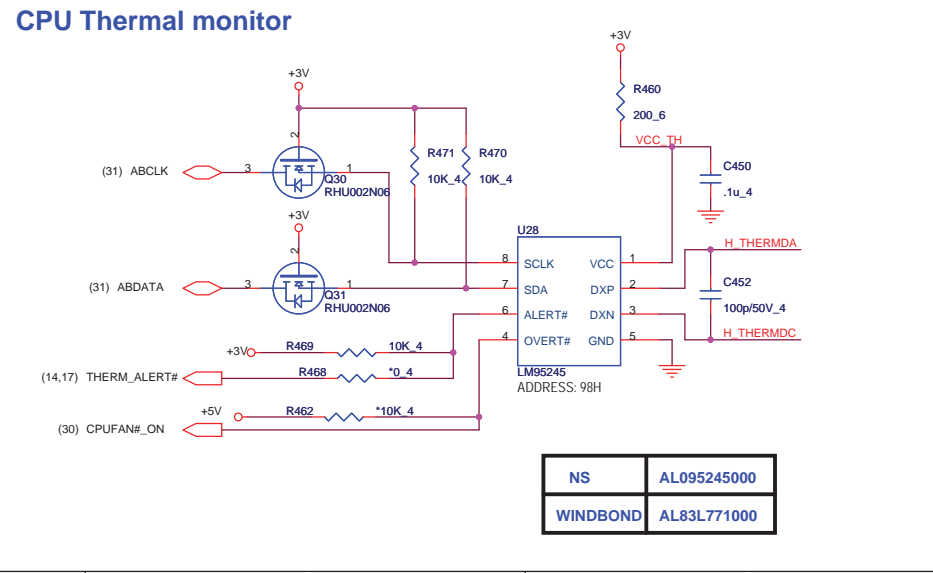 CPU Thermal monitor
+3V
+3V
R460
200_6
VCC_TH
2
(31) ABCLK
3
1
Q30
RHU002N06
R471
10K_4
R470
10K_4
C450
.1u_4
+3V
2
(31) ABDATA
3
1
Q31
RHU002N06
U28
8 SCLK VCC 1
7 SDA DXP 2
6 ALERT# DXN 3
4 OVERT# GND 5
LM95245
ADDRESS: 98H
H_THERMDA
C452
100p/50V_4
H_THERMDC
+3V R469 10K_4
(14,17) THERM_ALERT# R468 *0_4
+5V R462 *10K_4
(30) CPUFAN#_ON
NS AL095245000
WINDBOND AL83L771000